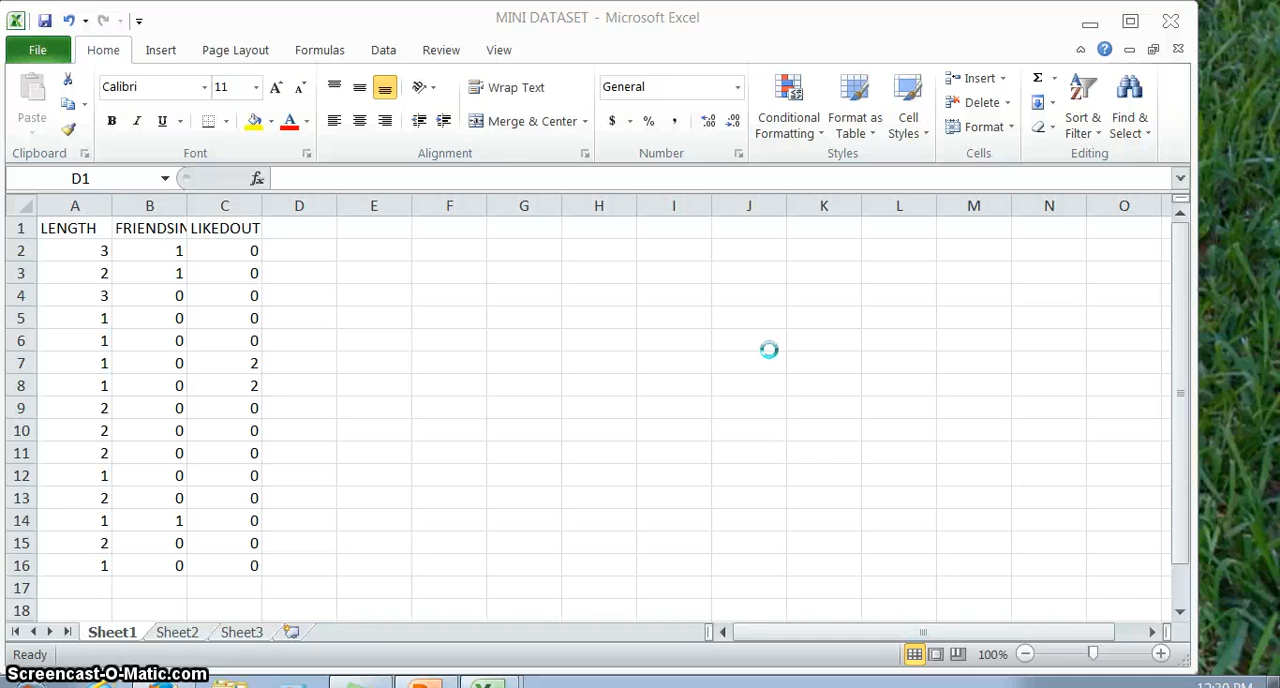 MINI DATASET - Microsoft Excel
File Home Insert Page Layout Formulas Data Review View
Calibri 11 Wrap Text General Insert
Paste Merge & Center Conditional Formatting Format as Table Cell Styles Delete Format Sort & Filter Find & Select
Clipboard Font Alignment Number Styles Cells Editing
D1 fx
A B C D E F G H I J K L M N O
1 LENGTH FRIENDSIN LIKEDOUT
2 3 1 0
3 2 1 0
4 3 0 0
5 1 0 0
6 1 0 0
7 1 0 2
8 1 0 2
9 2 0 0
10 2 0 0
11 2 0 0
12 1 0 0
13 2 0 0
14 1 1 0
15 2 0 0
16 1 0 0
17
18
Sheet1 Sheet2 Sheet3
Ready 100%
Screencast-O-Matic.com
12:20 PM